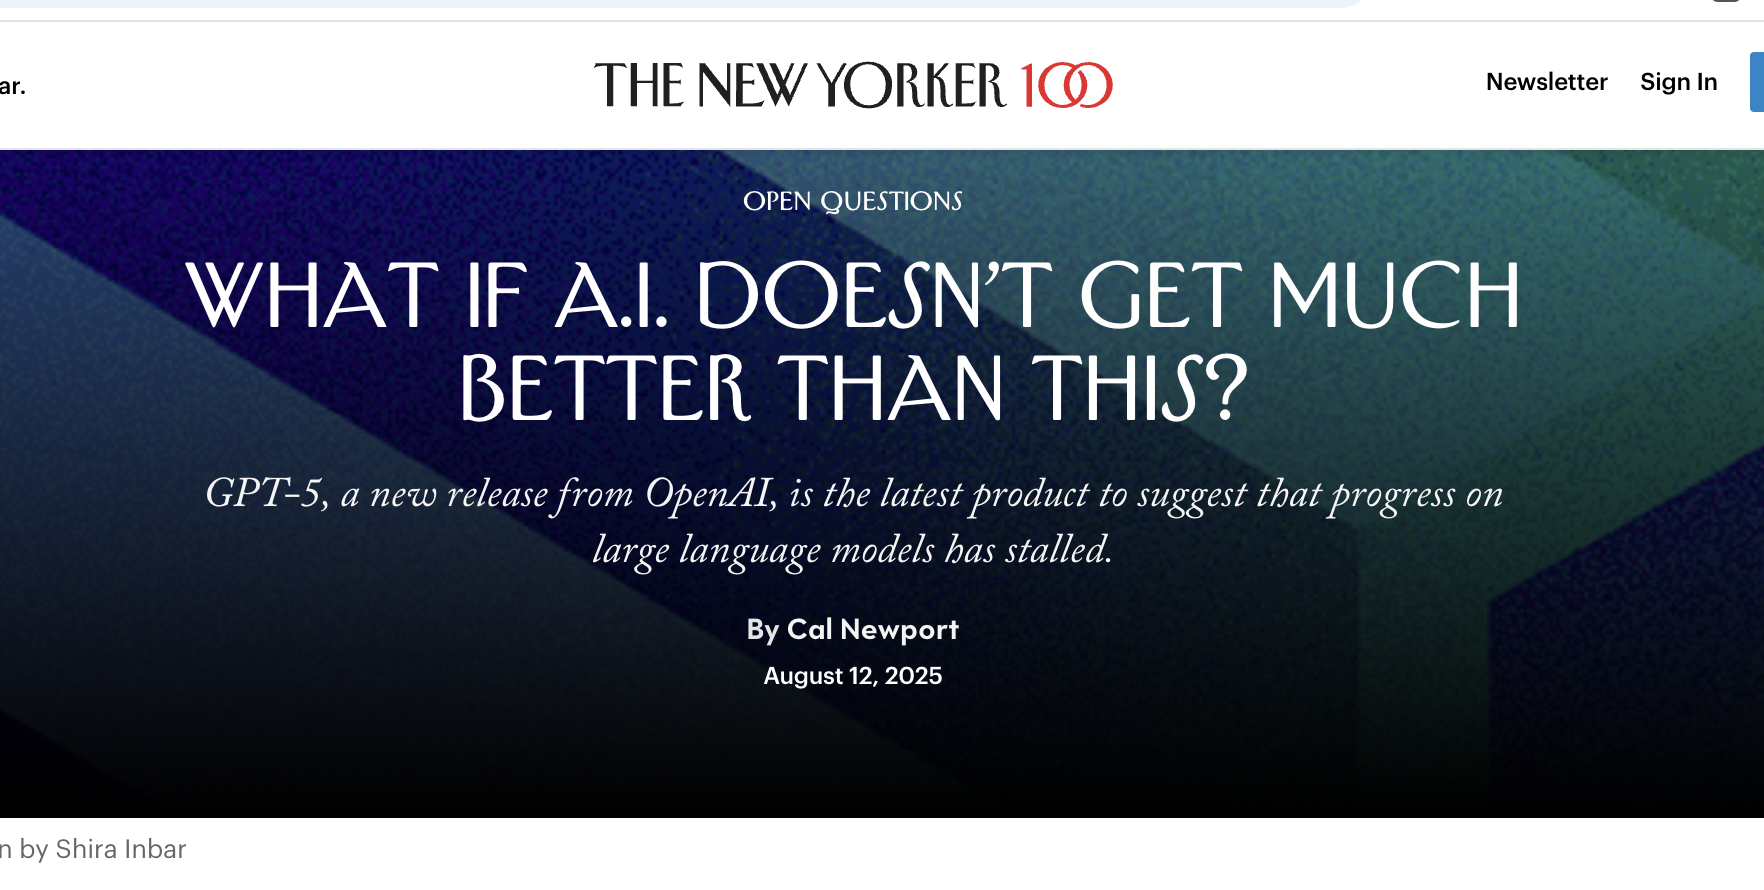 ar.
THE NEW YORKER 100
Newsletter Sign In
OPEN QUESTIONS
WHAT IF A.I. DOESN'T GET MUCH
BETTER THAN THIS?
GPT-5, a new release from OpenAI, is the latest product to suggest that progress on
large language models has stalled.
By Cal Newport
August 12, 2025
n by Shira Inbar